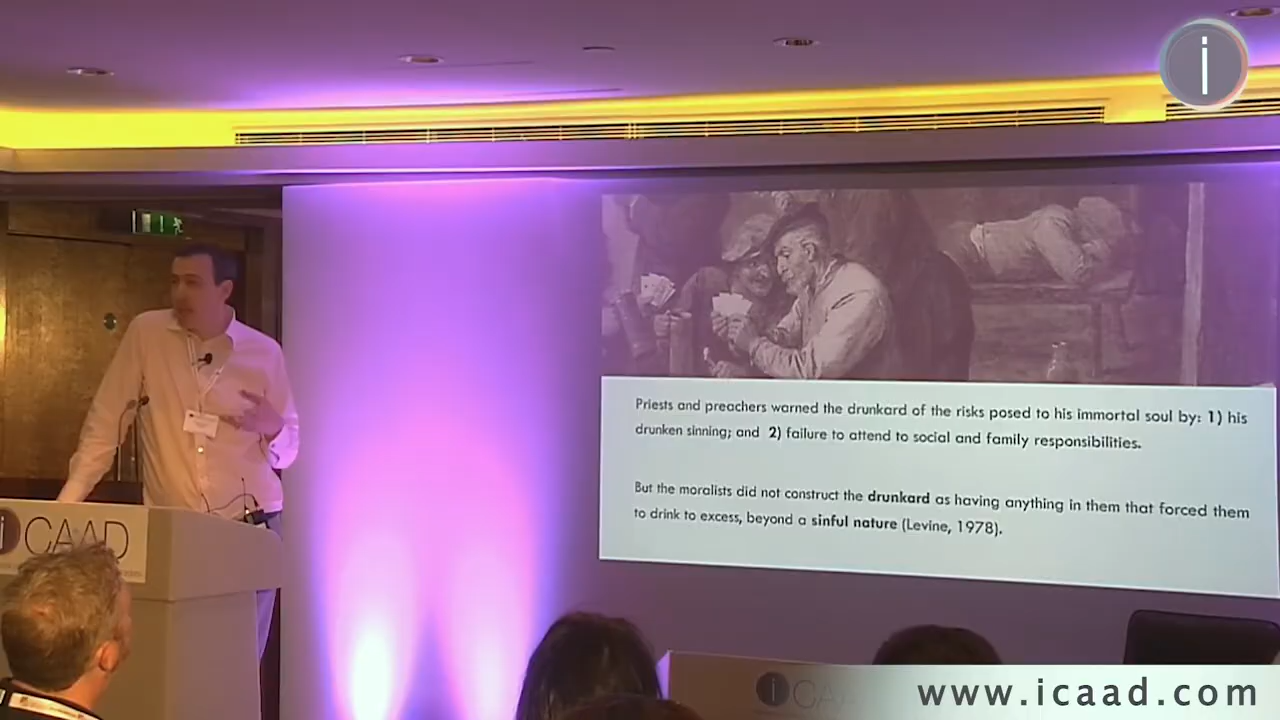 i
Priests and preachers warned the drunkard of the risks posed to his immortal soul by: 1) his
drunken sinning; and 2) failure to attend to social and family responsibilities.
But the moralists did not construct the drunkard as having anything in them that forced them
to drink to excess, beyond a sinful nature (Levine, 1978).
i CAAD
i CAA
www.icaad.com